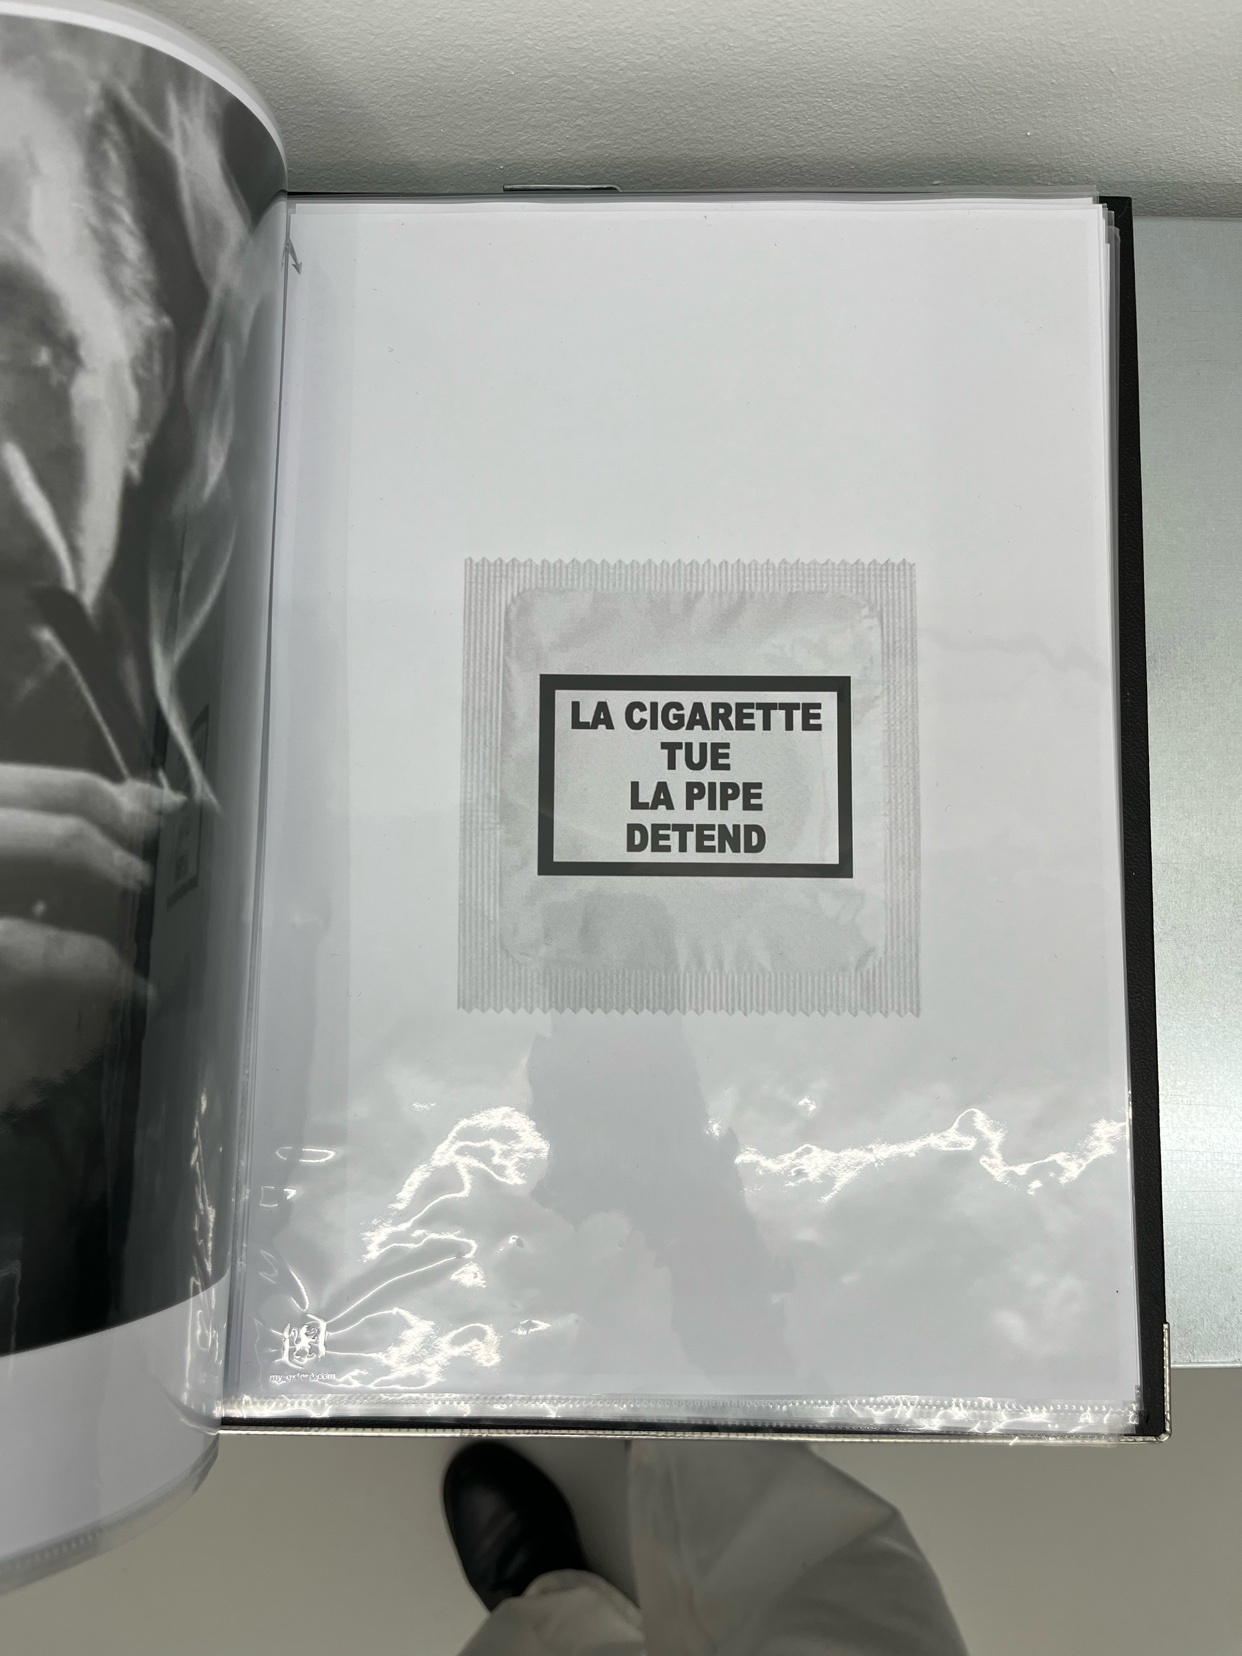 LA CIGARETTE
TUE
LA PIPE
DETEND